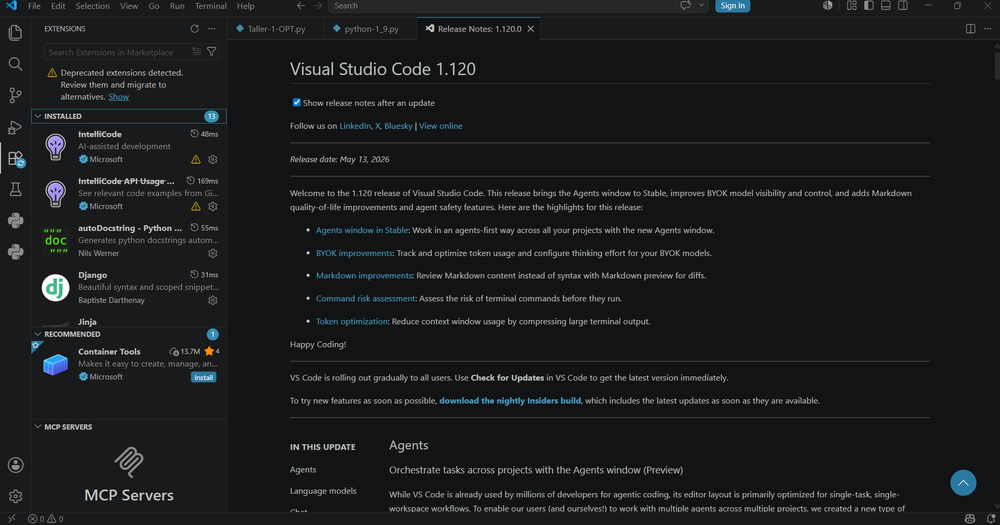 File Edit Selection View Go Run Terminal Help
Search
Sign In
EXTENSIONS
Search Extensions in Marketplace
Deprecated extensions detected.
Review them and migrate to
alternatives. Show
INSTALLED 13
IntelliCode 48ms
AI-assisted development
Microsoft
IntelliCode API Usage ... 169ms
See relevant code examples from Gi...
Microsoft
autoDocstring - Python ... 55ms
""" doc """
Generates python docstrings autom...
Nils Werner
Django 31ms
dj
Beautiful syntax and scoped snippet...
Baptiste Darthenay
Jinja
RECOMMENDED 1
Container Tools 13.7M 4
Makes it easy to create, manage, an...
Microsoft
Install
MCP SERVERS
MCP Servers
Taller-1-OPT.py
python-1_9.py
Release Notes: 1.120.0
Visual Studio Code 1.120
Show release notes after an update
Follow us on LinkedIn, X, Bluesky | View online
Release date: May 13, 2026
Welcome to the 1.120 release of Visual Studio Code. This release brings the Agents window to Stable, improves BYOK model visibility and control, and adds Markdown
quality-of-life improvements and agent safety features. Here are the highlights for this release:
• Agents window in Stable: Work in an agents-first way across all your projects with the new Agents window.
• BYOK improvements: Track and optimize token usage and configure thinking effort for your BYOK models.
• Markdown improvements: Review Markdown content instead of syntax with Markdown preview for diffs.
• Command risk assessment: Assess the risk of terminal commands before they run.
• Token optimization: Reduce context window usage by compressing large terminal output.
Happy Coding!
VS Code is rolling out gradually to all users. Use Check for Updates in VS Code to get the latest version immediately.
To try new features as soon as possible, download the nightly Insiders build, which includes the latest updates as soon as they are available.
IN THIS UPDATE
Agents
Language models
Chat
Agents
Orchestrate tasks across projects with the Agents window (Preview)
While VS Code is already used by millions of developers for agentic coding, its editor layout is primarily optimized for single-task, single-
workspace workflows. To enable our users (and ourselves!) to work with multiple agents across multiple projects, we created a new type of
0 0